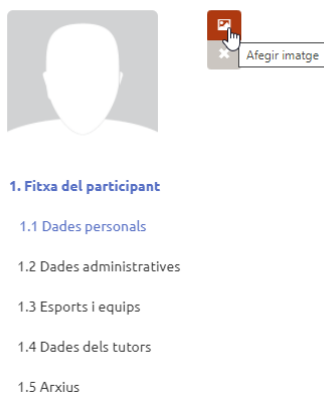 Afegir imatge
1. Fitxa del participant
1.1 Dades personals
1.2 Dades administratives
1.3 Esports i equips
1.4 Dades dels tutors
1.5 Arxius